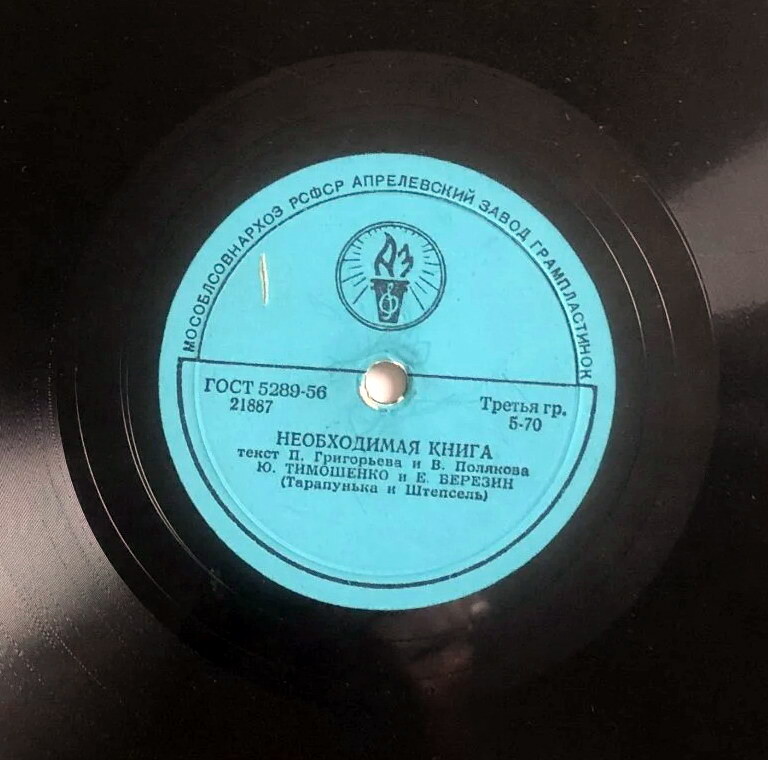 МОСОБЛСОВНАРХОЗ РСФСР АПРЕЛЕВСКИЙ ЗАВОД ГРАМПЛАСТИНОК
АЗ
ГОСТ 5289-56
21887
Третья гр.
5-70
НЕОБХОДИМАЯ КНИГА
текст П. Григорьева и В. Полякова
Ю. ТИМОШЕНКО и Е. БЕРЕЗИН
(Тарапунька и Штепсель)